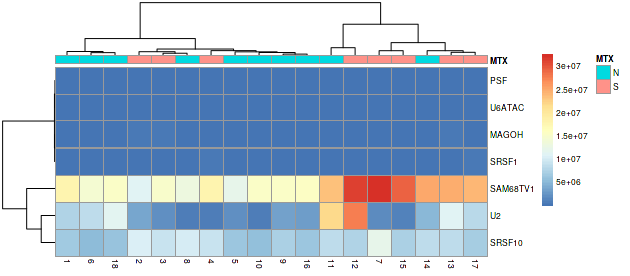 MTX
MTX
N
S
3e+07
2.5e+07
2e+07
1.5e+07
1e+07
5e+06
PSF
U6ATAC
MAGOH
SRSF1
SAM68TV1
U2
SRSF10
1 6 18 2 3 8 4 5 10 9 16 11 12 7 15 14 13 17